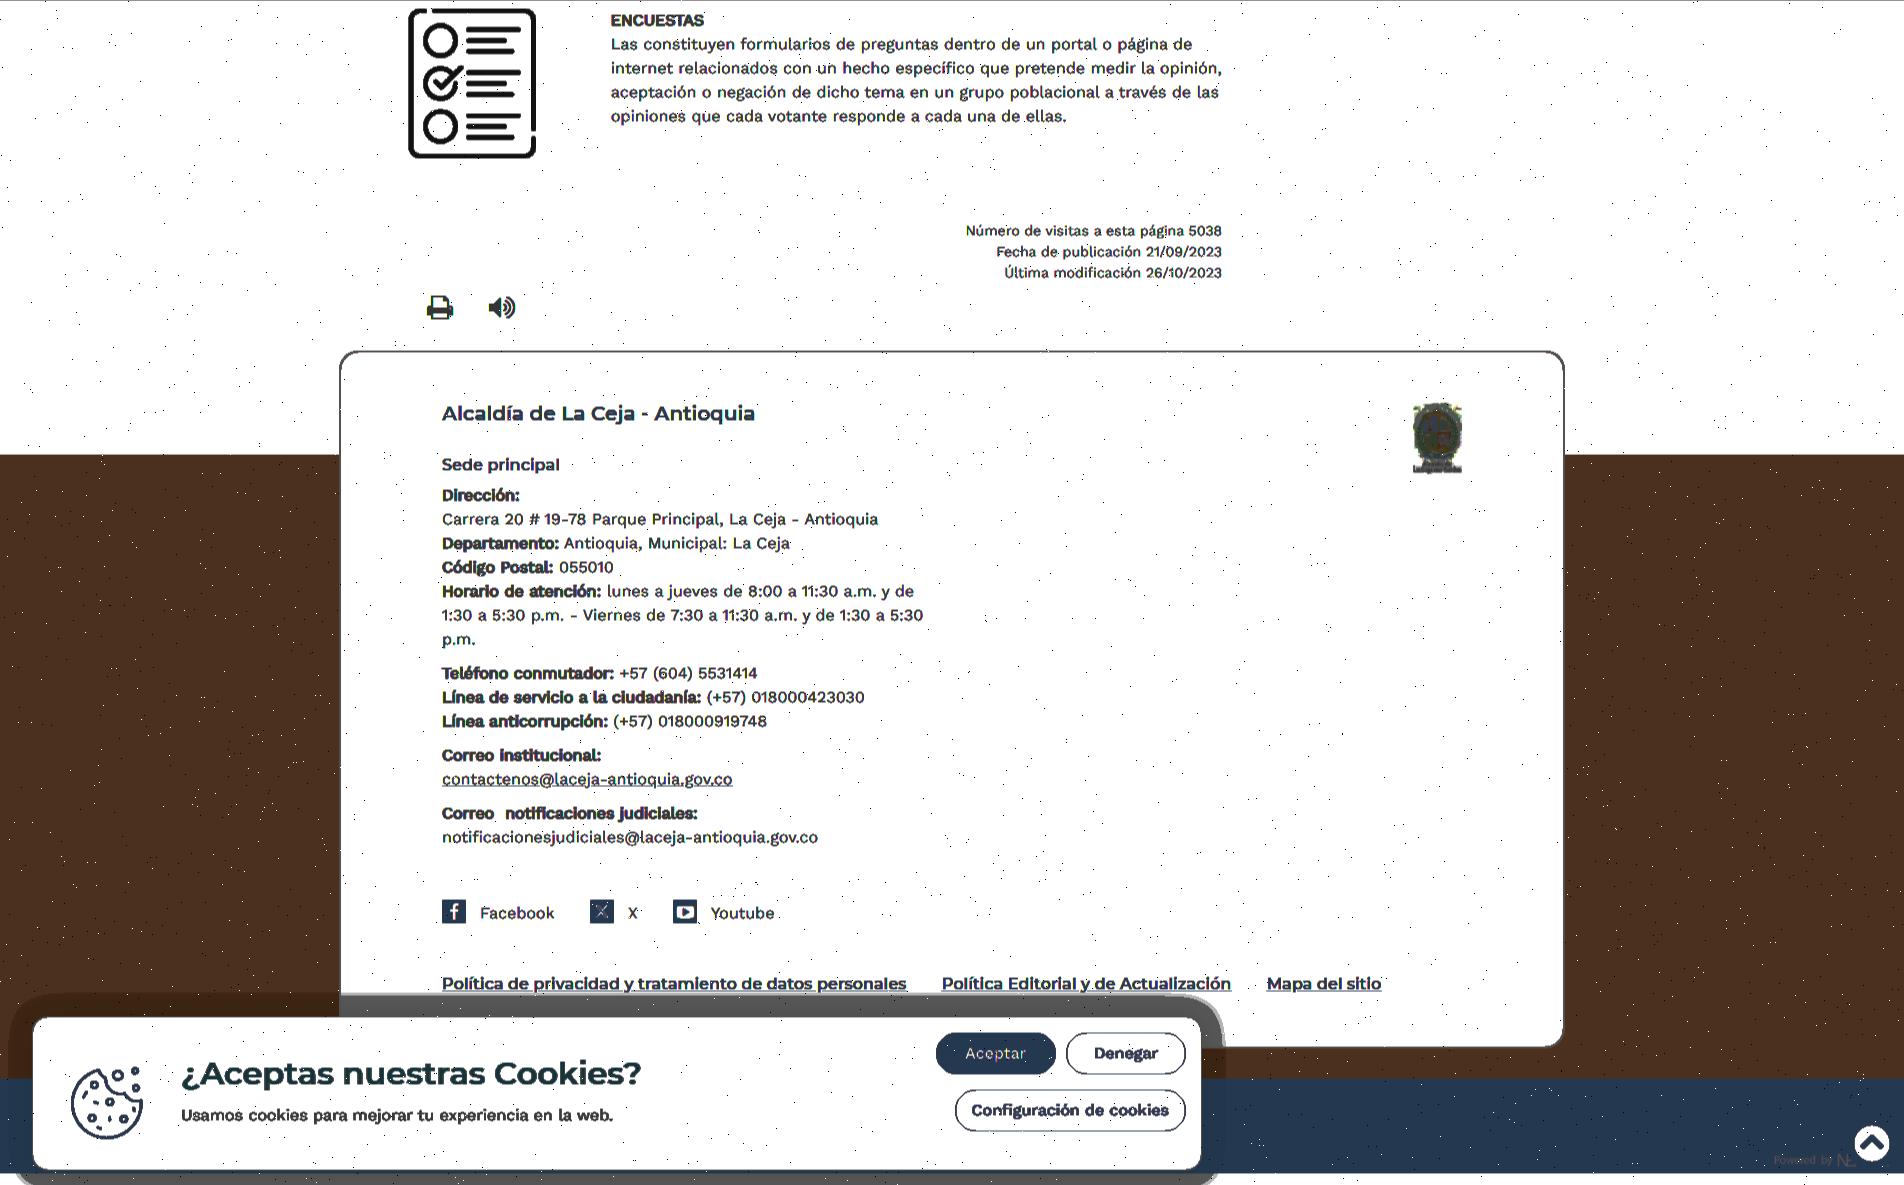 ENCUESTAS
Las constituyen formularios de preguntas dentro de un portal o página de
internet relacionados con un hecho específico que pretende medir la opinión,
aceptación o negación de dicho tema en un grupo poblacional a través de las
opiniones que cada votante responde a cada una de ellas.
Número de visitas a esta página 5038
Fecha de publicación 21/09/2023
Última modificación 26/10/2023
Alcaldía de La Ceja - Antioquia
Sede principal
Dirección:
Carrera 20 # 19-78 Parque Principal, La Ceja - Antioquia
Departamento: Antioquia, Municipal: La Ceja
Código Postal: 055010
Horario de atención: lunes a jueves de 8:00 a 11:30 a.m. y de
1:30 a 5:30 p.m. - Viernes de 7:30 a 11:30 a.m. y de 1:30 a 5:30
p.m.
Teléfono conmutador: +57 (604) 5531414
Línea de servicio a la ciudadanía: (+57) 018000423030
Línea anticorrupción: (+57) 018000919748
Correo institucional:
contactenos@laceja-antioquia.gov.co
Correo notificaciones judiciales:
notificacionesjudiciales@laceja-antioquia.gov.co
Facebook X Youtube
Política de privacidad y tratamiento de datos personales Política Editorial y de Actualización Mapa del sitio
¿Aceptas nuestras Cookies?
Usamos cookies para mejorar tu experiencia en la web.
Aceptar Denegar
Configuración de cookies
Powered by